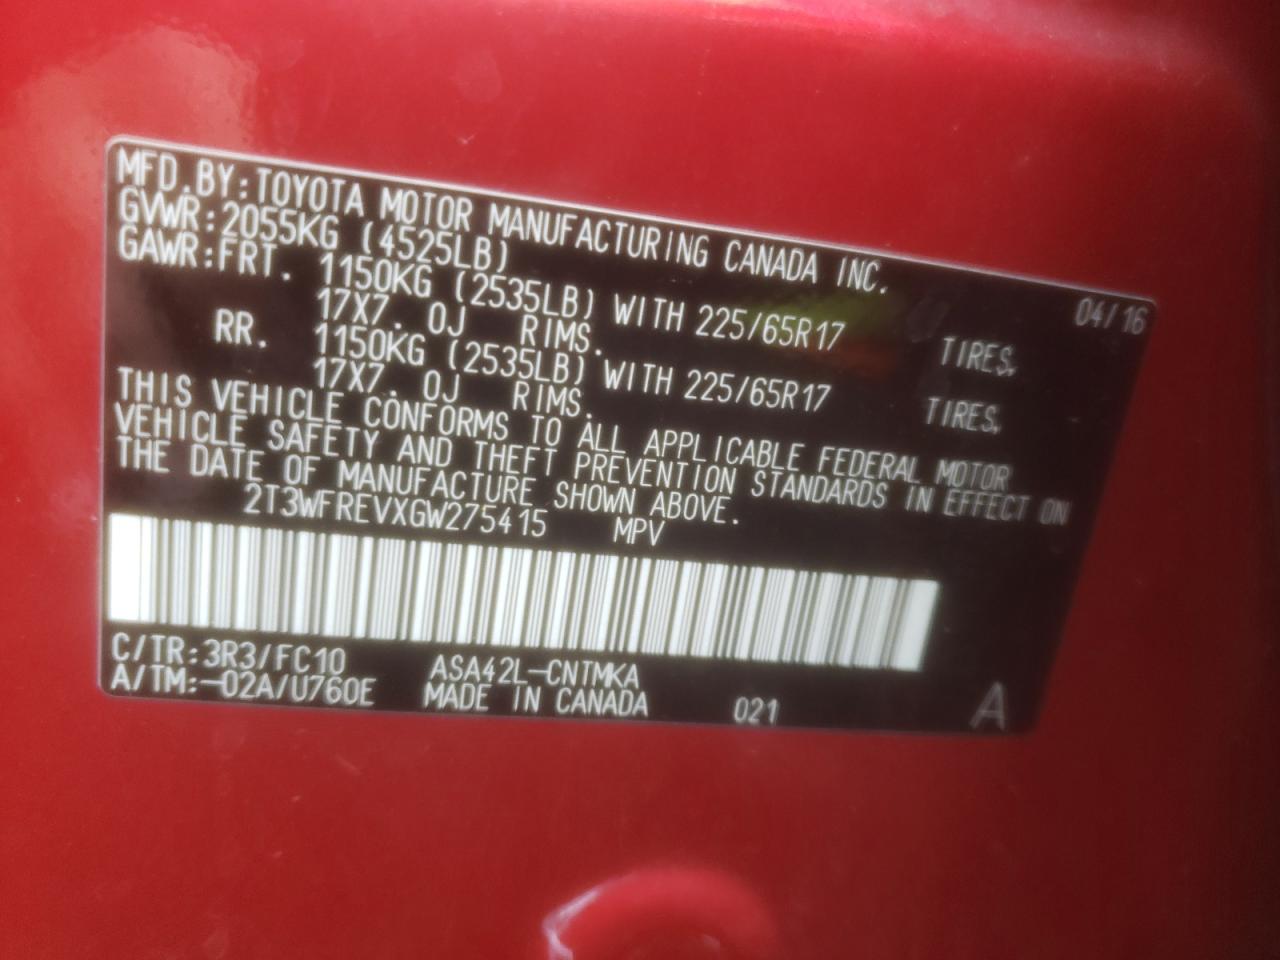 MFD.BY:TOYOTA MOTOR MANUFACTURING CANADA INC. 04/16
GVWR:2055KG (4525LB)
GAWR:FRT. 1150KG (2535LB) WITH 225/65R17 TIRES,
17X7.0J RIMS.
RR. 1150KG (2535LB) WITH 225/65R17 TIRES,
17X7.0J RIMS.
THIS VEHICLE CONFORMS TO ALL APPLICABLE FEDERAL MOTOR
VEHICLE SAFETY AND THEFT PREVENTION STANDARDS IN EFFECT ON
THE DATE OF MANUFACTURE SHOWN ABOVE.
2T3WFREVXGW275415 MPV
C/TR:3R3/FC10 ASA42L-CNTMKA
A/TM:-02A/U760E MADE IN CANADA 021 A